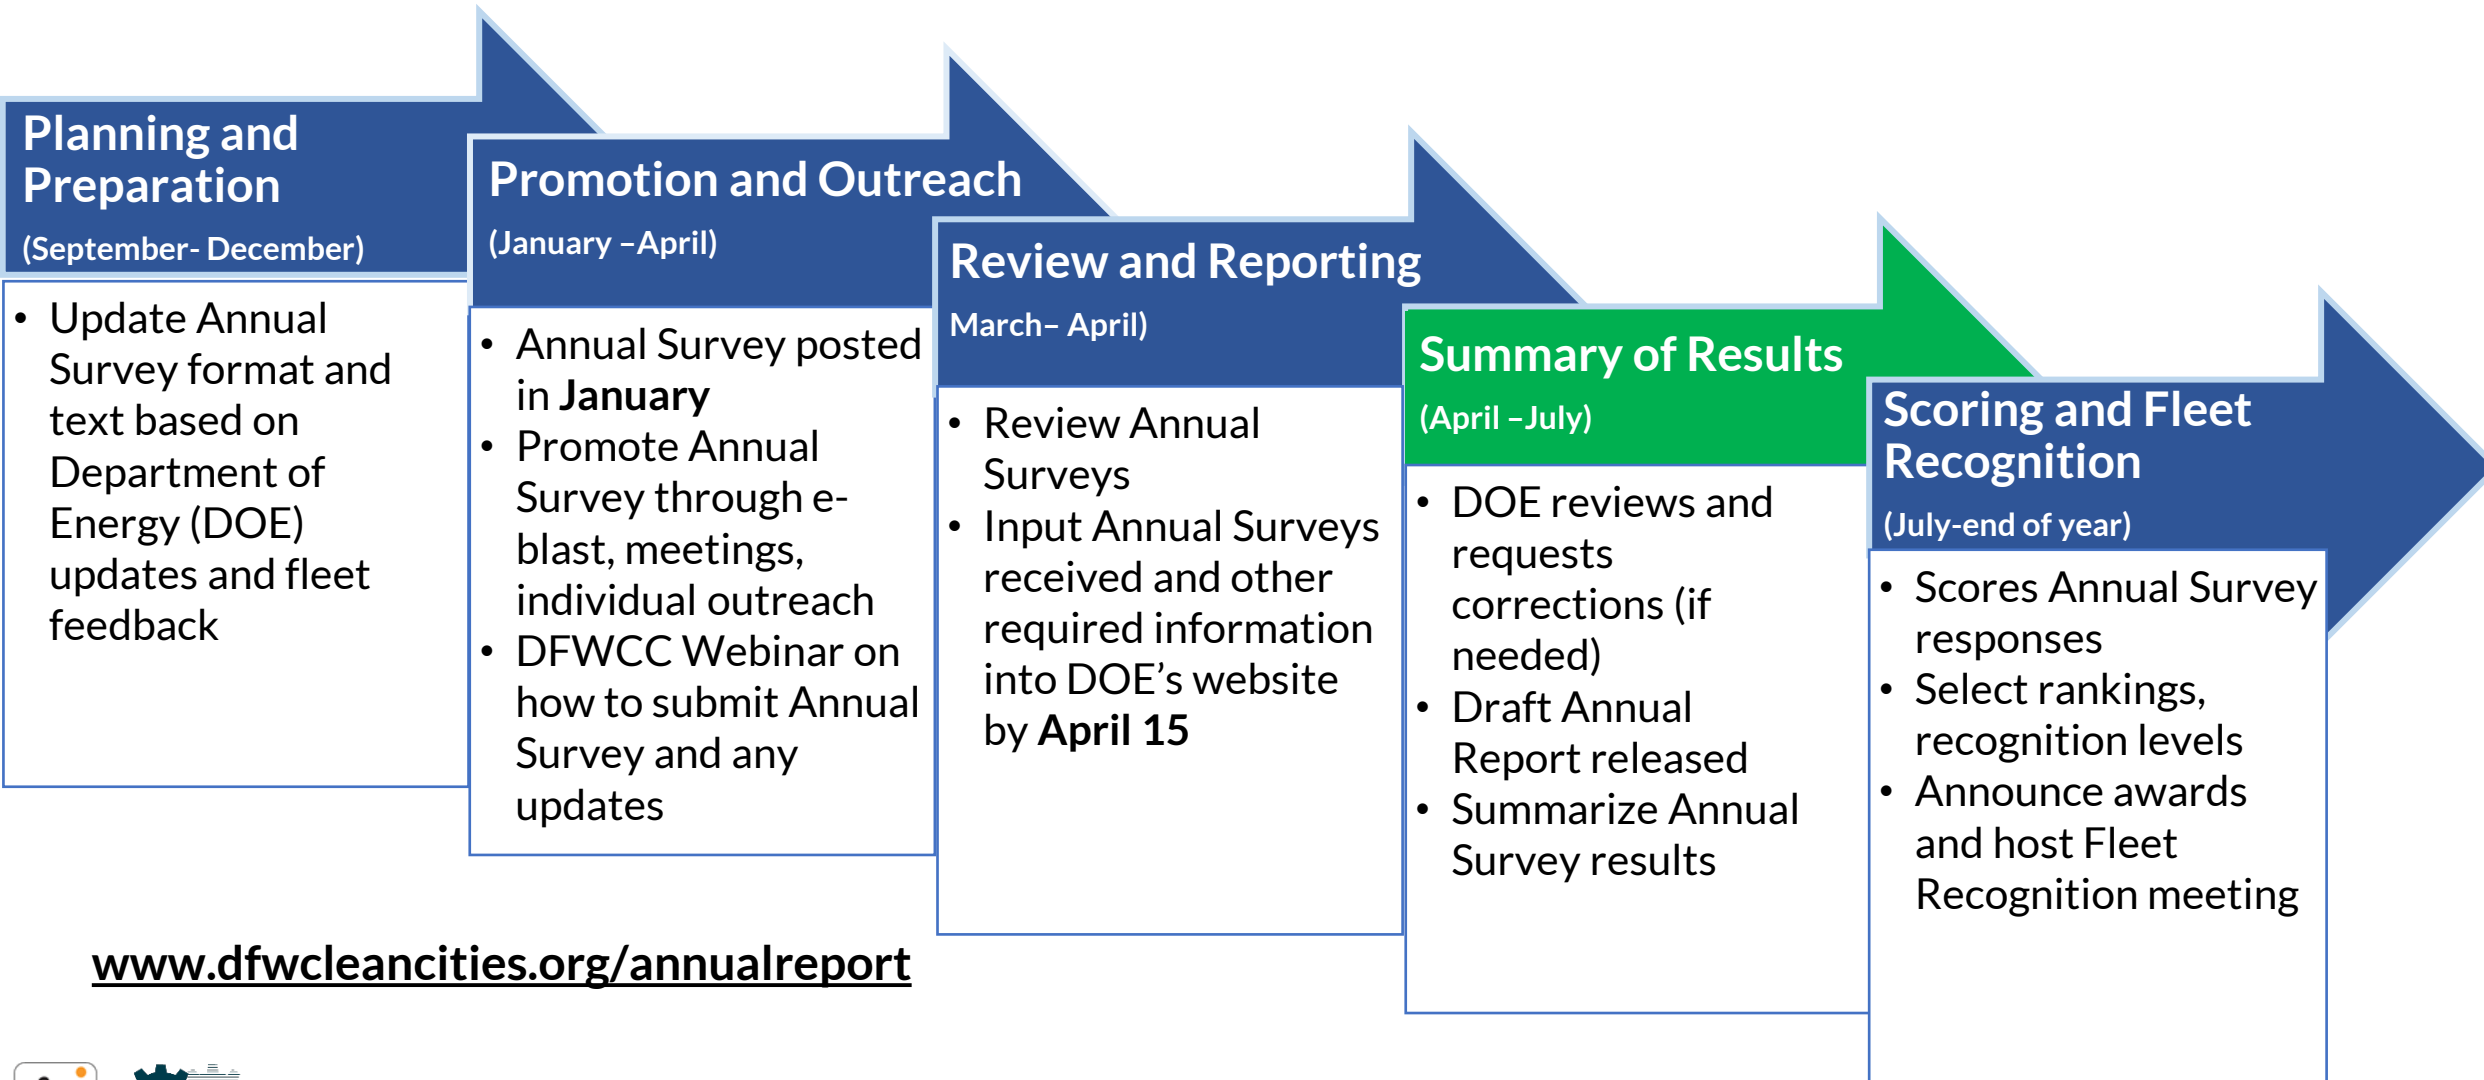 Planning and
Preparation
(September- December)
• Update Annual
Survey format and
text based on
Department of
Energy (DOE)
updates and fleet
feedback
Promotion and Outreach
(January –April)
• Annual Survey posted
in January
• Promote Annual
Survey through e-
blast, meetings,
individual outreach
• DFWCC Webinar on
how to submit Annual
Survey and any
updates
Review and Reporting
March– April)
• Review Annual
Surveys
• Input Annual Surveys
received and other
required information
into DOE’s website
by April 15
Summary of Results
(April –July)
• DOE reviews and
requests
corrections (if
needed)
• Draft Annual
Report released
• Summarize Annual
Survey results
Scoring and Fleet
Recognition
(July-end of year)
• Scores Annual Survey
responses
• Select rankings,
recognition levels
• Announce awards
and host Fleet
Recognition meeting
www.dfwcleancities.org/annualreport